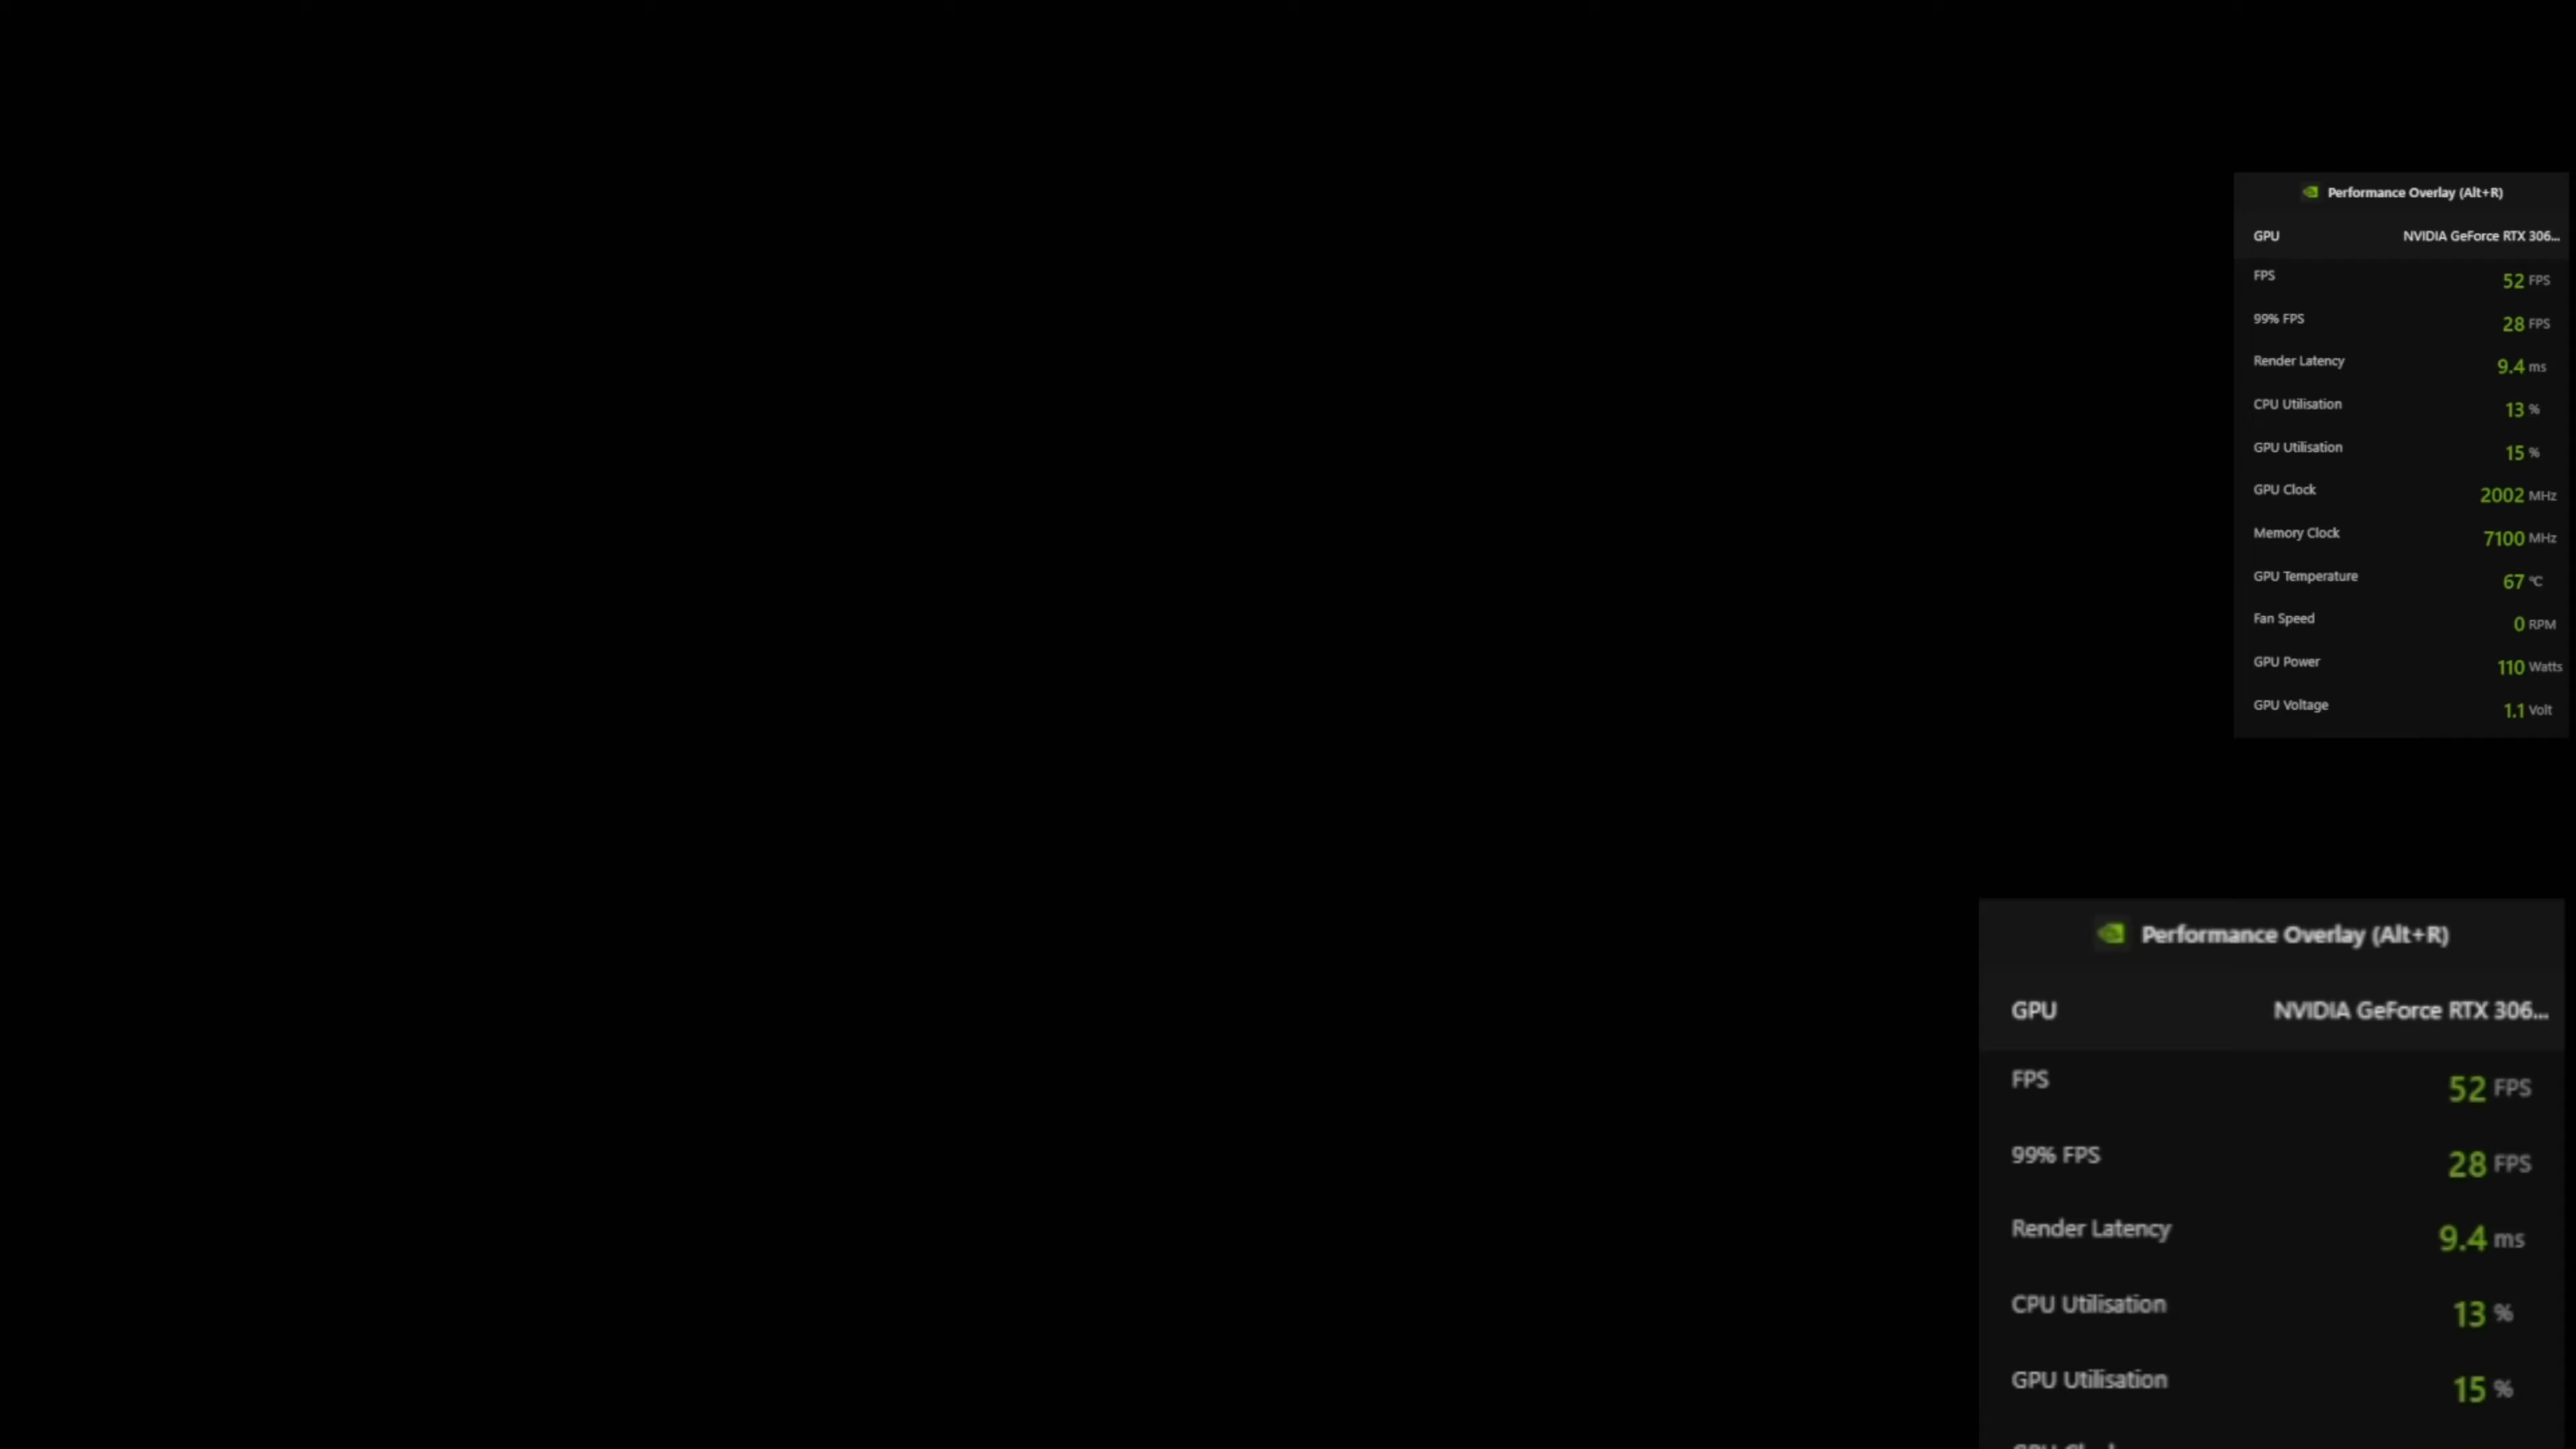 Performance Overlay (Alt+R)
GPU NVIDIA GeForce RTX 306...
FPS 52 FPS
99% FPS 28 FPS
Render Latency 9.4 ms
CPU Utilisation 13 %
GPU Utilisation 15 %
GPU Clock 2002 MHz
Memory Clock 7100 MHz
GPU Temperature 67 °C
Fan Speed 0 RPM
GPU Power 110 Watts
GPU Voltage 1.1 Volt
Performance Overlay (Alt+R)
GPU NVIDIA GeForce RTX 306...
FPS 52 FPS
99% FPS 28 FPS
Render Latency 9.4 ms
CPU Utilisation 13 %
GPU Utilisation 15 %